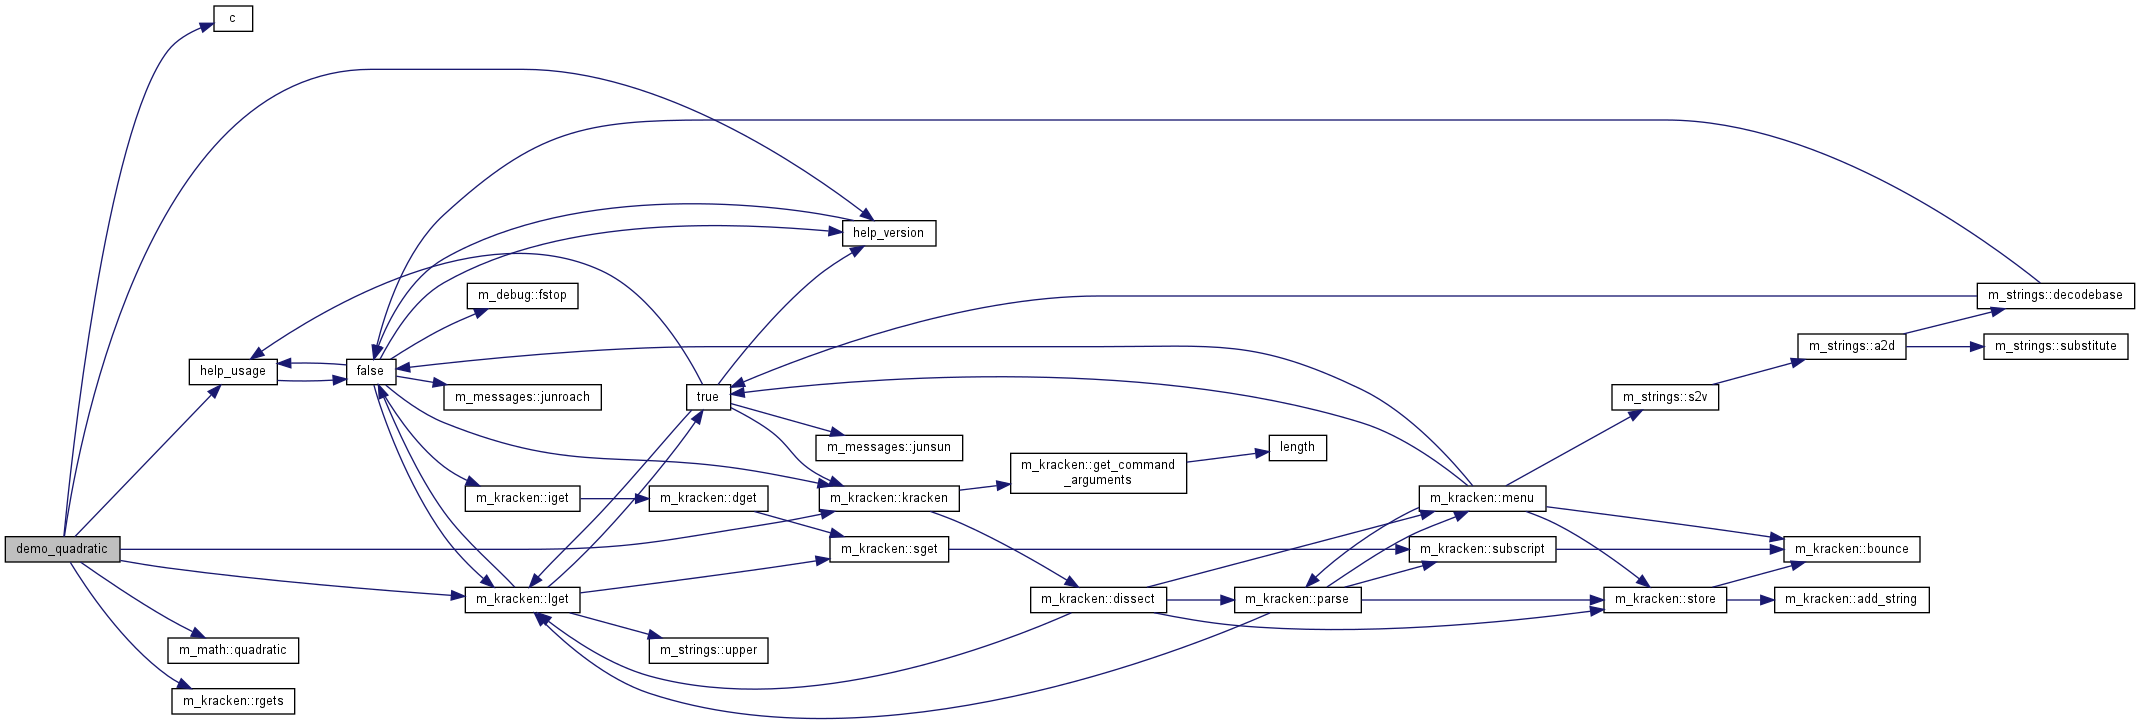 c
help_version
m_debug::fstop
m_strings::decodebase
m_strings::a2d
m_strings::substitute
help_usage
false
m_messages::junroach
true
m_strings::s2v
m_messages::junsun
length
m_kracken::get_command
_arguments
m_kracken::iget
m_kracken::dget
m_kracken::kracken
m_kracken::menu
demo_quadratic
m_kracken::sget
m_kracken::subscript
m_kracken::bounce
m_kracken::lget
m_kracken::dissect
m_kracken::parse
m_kracken::store
m_kracken::add_string
m_math::quadratic
m_strings::upper
m_kracken::rgets